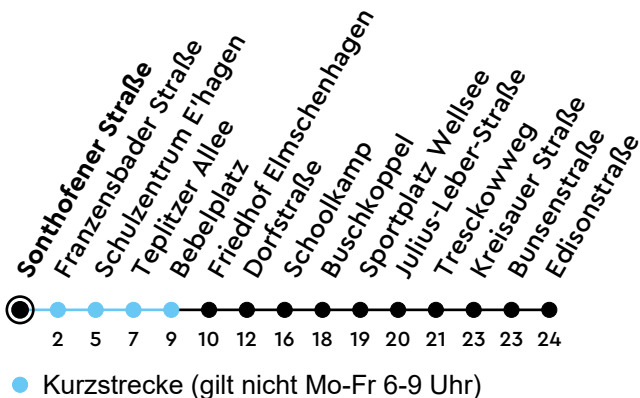 Sonthofener Straße
Franzensbader Straße
Schulzentrum E'hagen
Teplitzer Allee
Bebelplatz
Friedhof Elmschenhagen
Dorfstraße
Schoolkamp
Buschkoppel
Sportplatz Wellsee
Julius-Leber-Straße
Tresckowweg
Kreisauer Straße
Bunsenstraße
Edisonstraße
2 5 7 9 10 12 16 18 19 20 21 23 23 24
Kurzstrecke (gilt nicht Mo-Fr 6-9 Uhr)